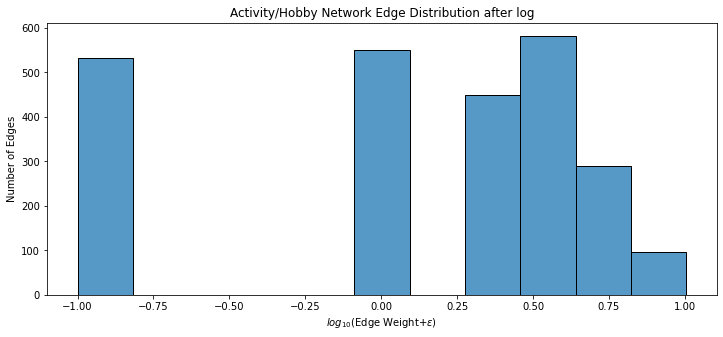 Activity/Hobby Network Edge Distribution after log
600
500
400
300
200
100
0
Number of Edges
−1.00 −0.75 −0.50 −0.25 0.00 0.25 0.50 0.75 1.00
log₁₀(Edge Weight+ε)